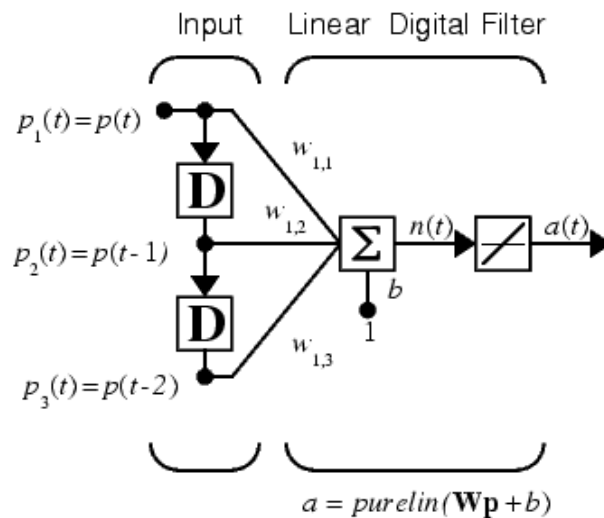 Input
Linear Digital Filter
p₁(t)=p(t)
w₁,₁
D
w₁,₂
p₂(t)=p(t-1)
Σ
n(t)
a(t)
b
1
D
w₁,₃
p₃(t)=p(t-2)
a = purelin(Wp+b)